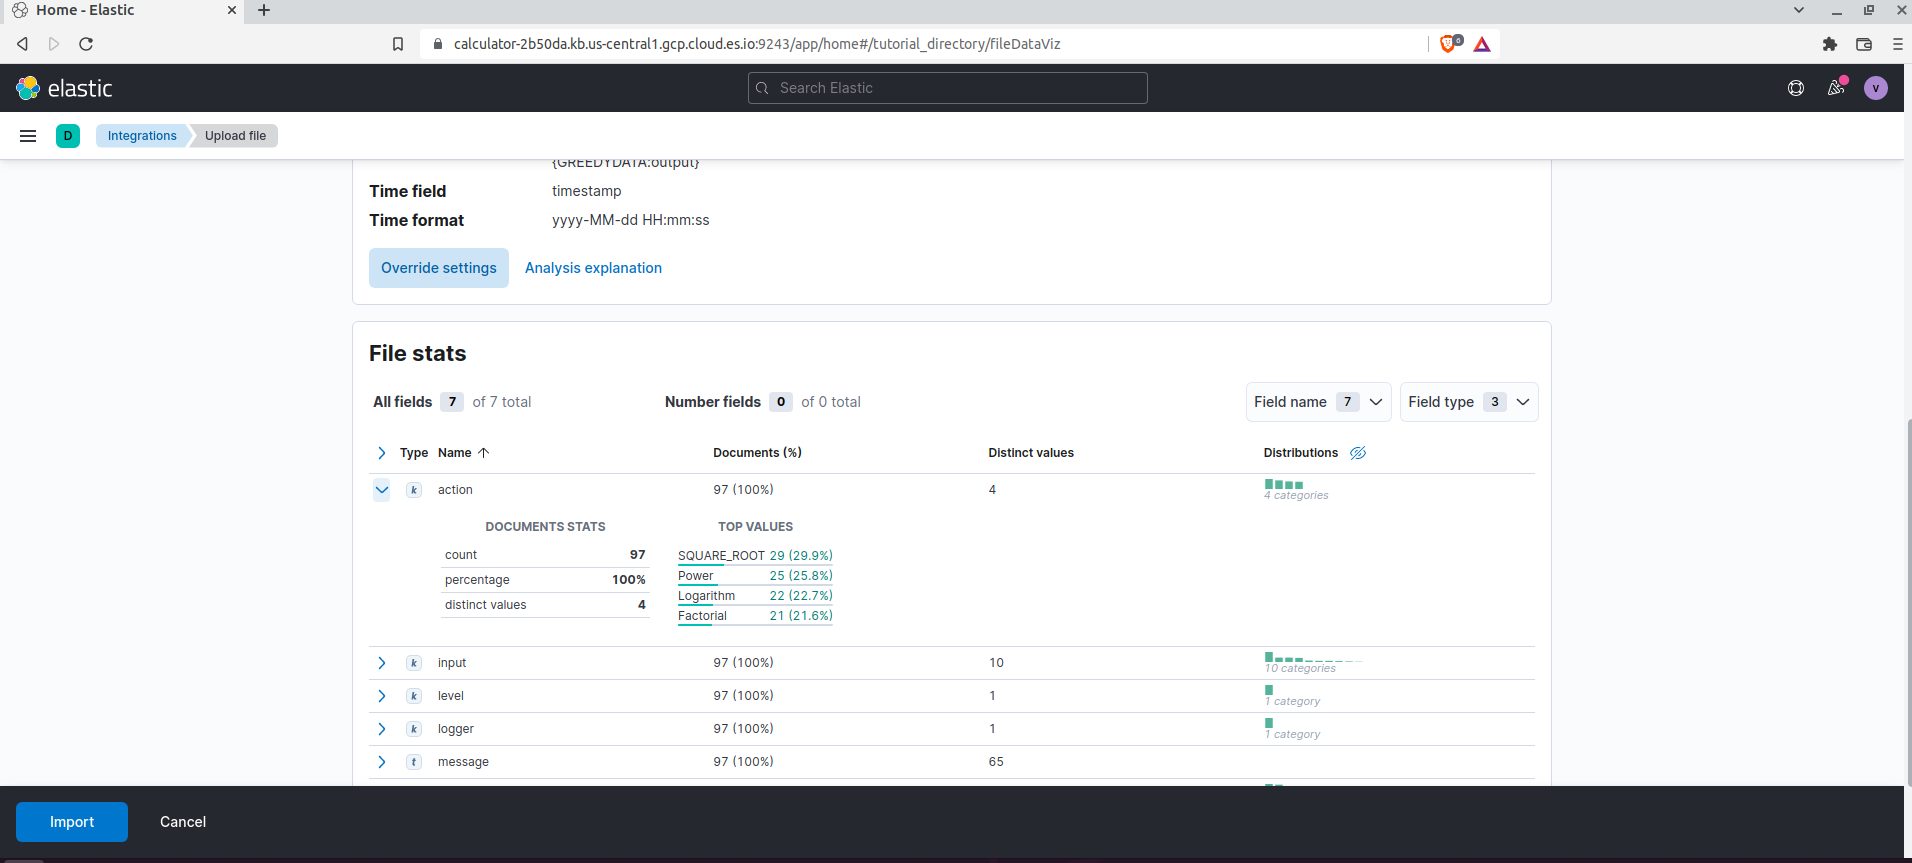 Home - Elastic
calculator-2b50da.kb.us-central1.gcp.cloud.es.io:9243/app/home#/tutorial_directory/fileDataViz
6
elastic
Search Elastic
v
D
Integrations
Upload file
{GREEDYDATA:output}
Time field timestamp
Time format yyyy-MM-dd HH:mm:ss
Override settings Analysis explanation
File stats
All fields 7 of 7 total Number fields 0 of 0 total Field name 7 Field type 3
Type Name Documents (%) Distinct values Distributions
k action 97 (100%) 4
4 categories
DOCUMENTS STATS TOP VALUES
count 97 SQUARE_ROOT 29 (29.9%)
percentage 100% Power 25 (25.8%)
distinct values 4 Logarithm 22 (22.7%)
Factorial 21 (21.6%)
k input 97 (100%) 10
10 categories
k level 97 (100%) 1
1 category
k logger 97 (100%) 1
1 category
t message 97 (100%) 65
Import Cancel